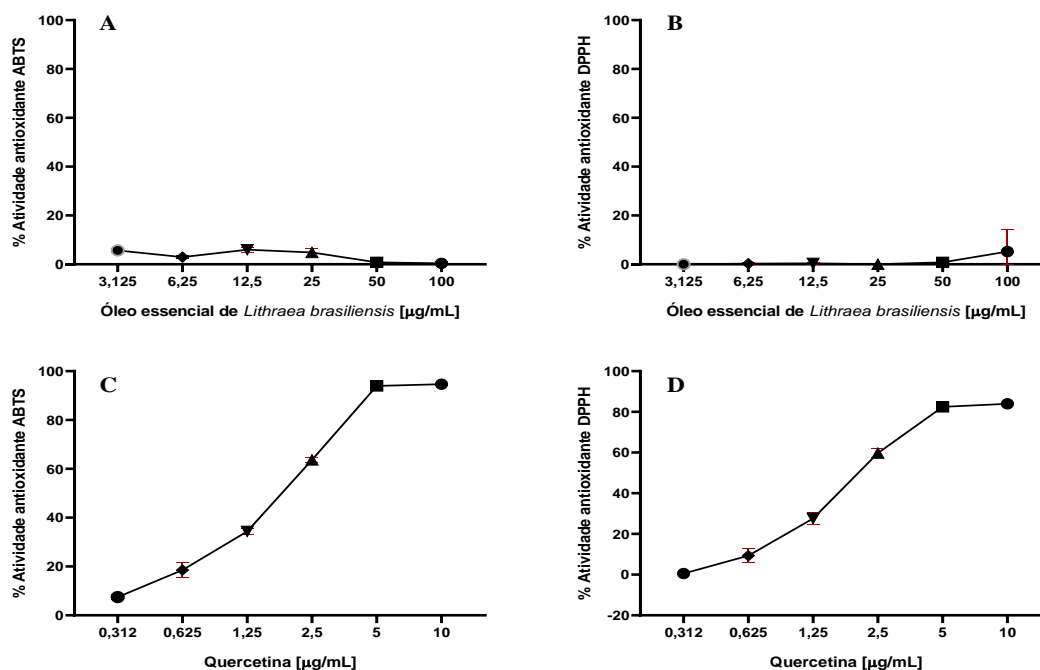 A
% Atividade antioxidante ABTS
100
80
60
40
20
0
3,125 6,25 12,5 25 50 100
Óleo essencial de Lithraea brasiliensis [µg/mL]
B
% Atividade antioxidante DPPH
100
80
60
40
20
0
3,125 6,25 12,5 25 50 100
Óleo essencial de Lithraea brasiliensis [µg/mL]
C
% Atividade antioxidante ABTS
100
80
60
40
20
0
0,312 0,625 1,25 2,5 5 10
Quercetina [µg/mL]
D
% Atividade antioxidante DPPH
100
80
60
40
20
0
-20
0,312 0,625 1,25 2,5 5 10
Quercetina [µg/mL]